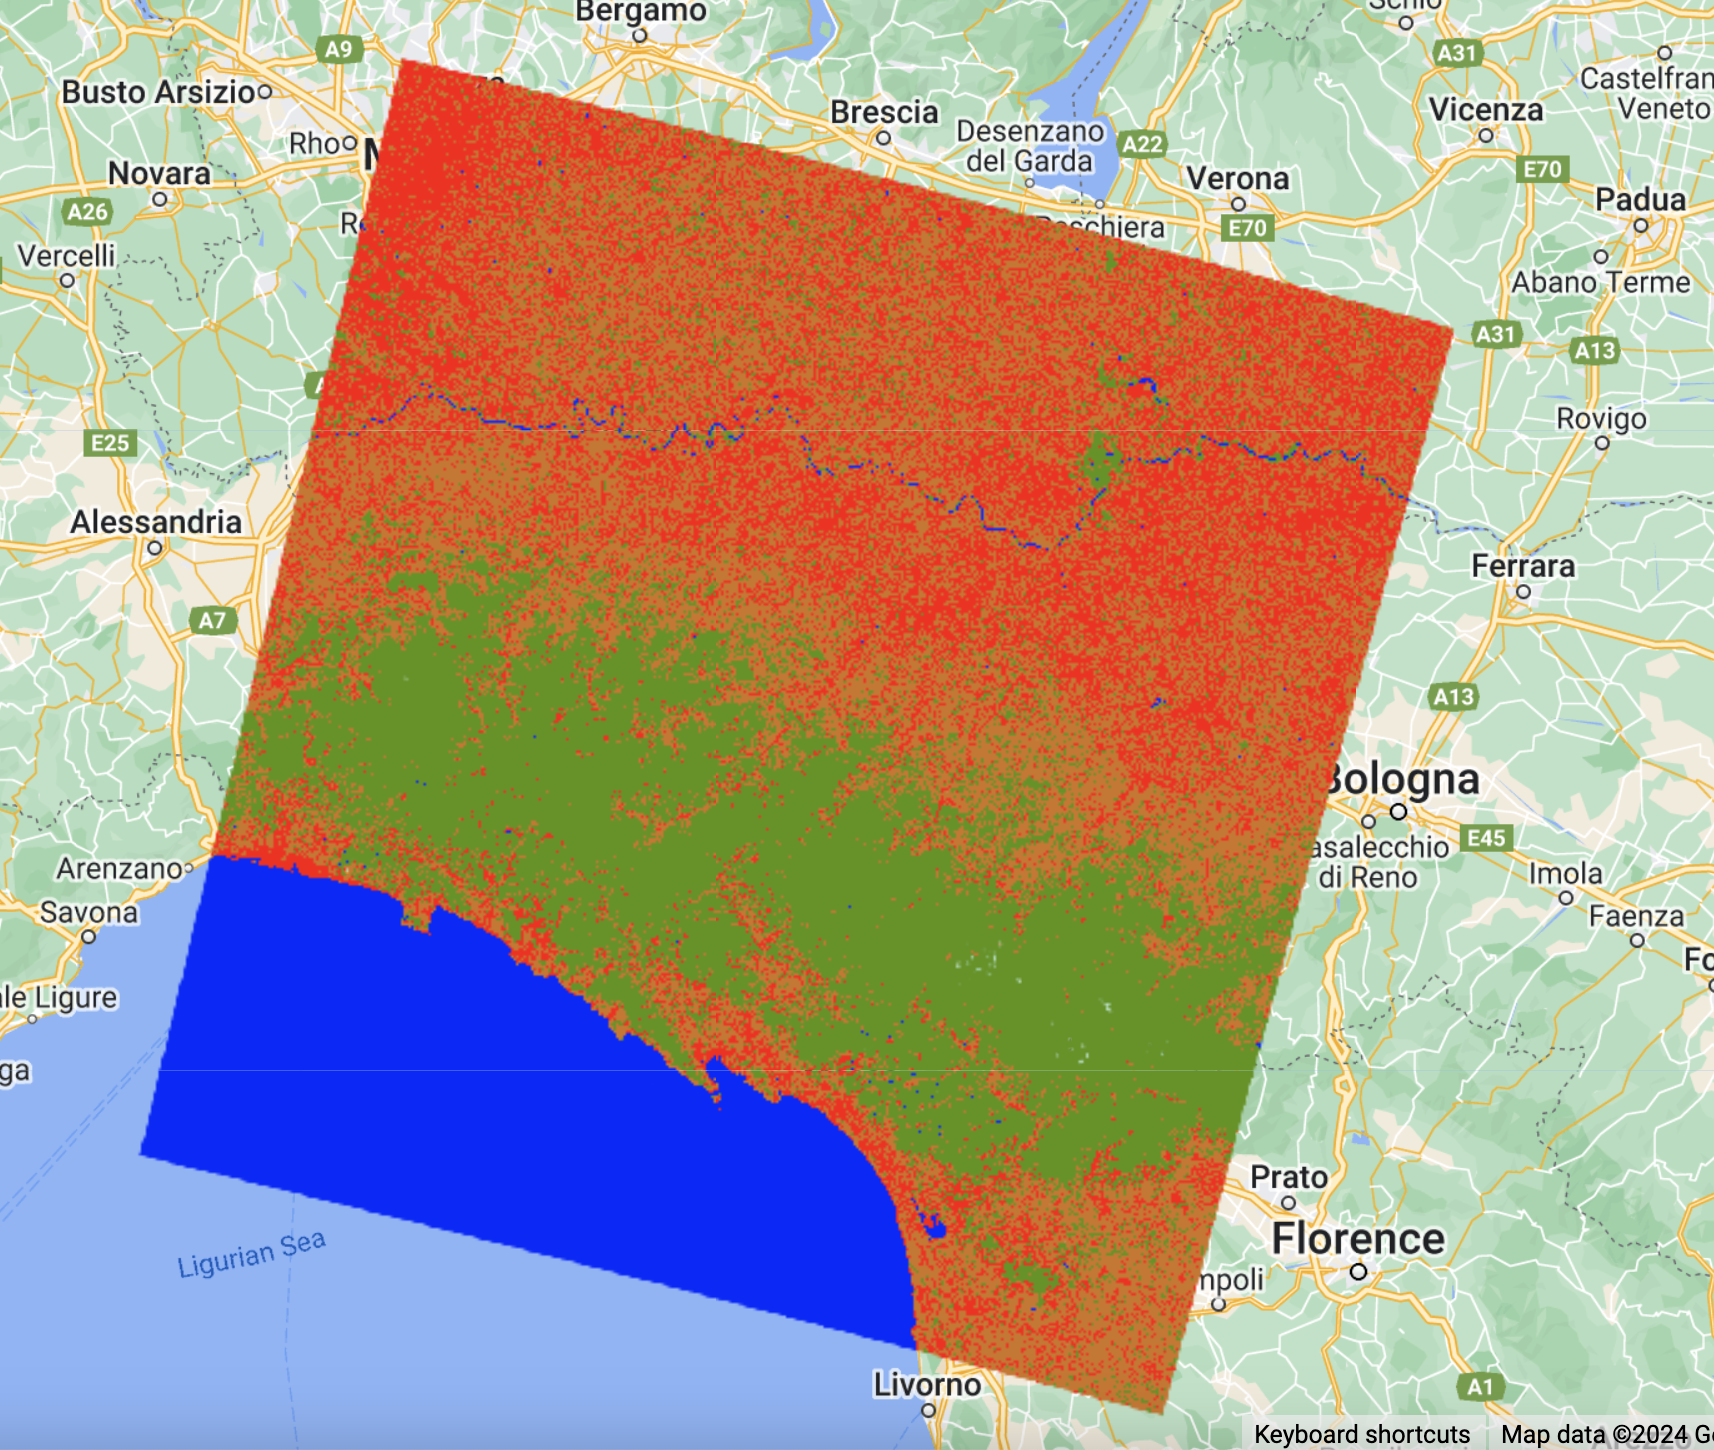 Bergamo
Schio
A9
A31
Busto Arsizio
Castelfran
Veneto
Brescia
Vicenza
Desenzano
del Garda
A22
Rho
M
E70
Novara
Verona
Padua
A26
R
Peschiera
E70
Vercelli
Abano Terme
A31
A13
A
Rovigo
E25
Alessandria
Ferrara
A7
A13
Bologna
E45
asalecchio
di Reno
Arenzano
Imola
Savona
Faenza
Fo
ale Ligure
ga
Prato
Florence
Ligurian Sea
mpoli
Livorno
A1
Keyboard shortcuts
Map data ©2024 Go